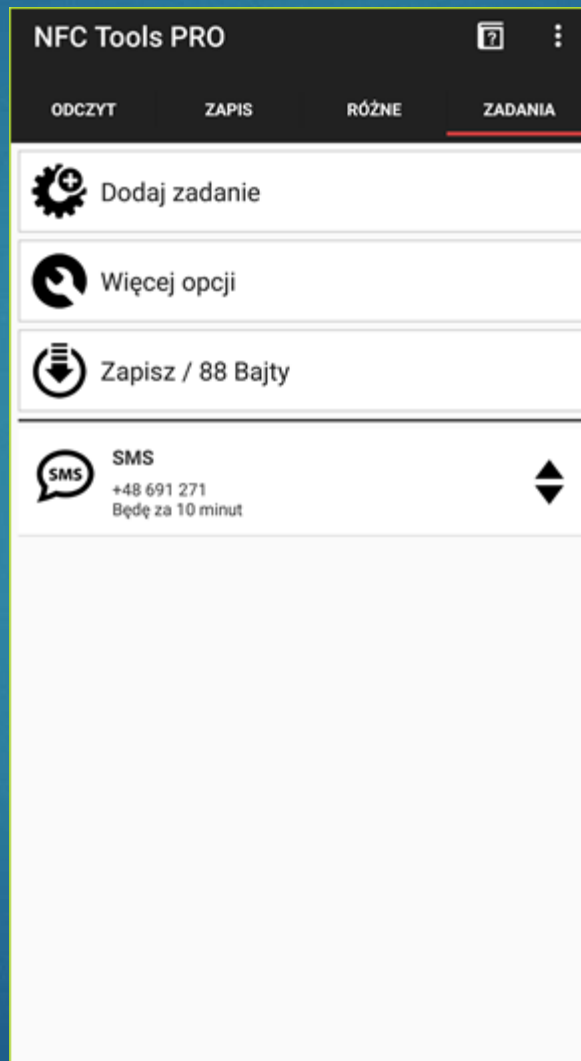 NFC Tools PRO
ODCZYT ZAPIS RÓŻNE ZADANIA
Dodaj zadanie
Więcej opcji
Zapisz / 88 Bajty
SMS
SMS
+48 691 271
Będę za 10 minut